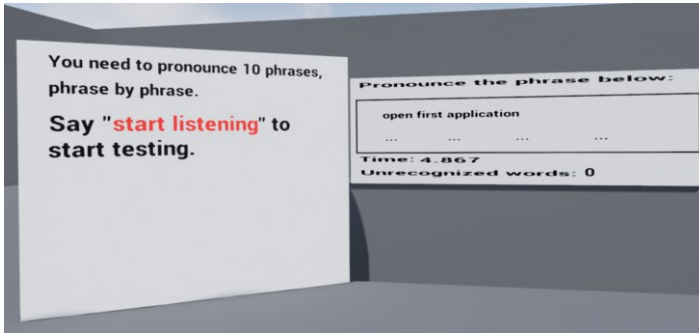 You need to pronounce 10 phrases,
phrase by phrase.
Say "start listening" to
start testing.
Pronounce the phrase below:
open first application
... ... ... ...
Time: 4.867
Unrecognized words: 0